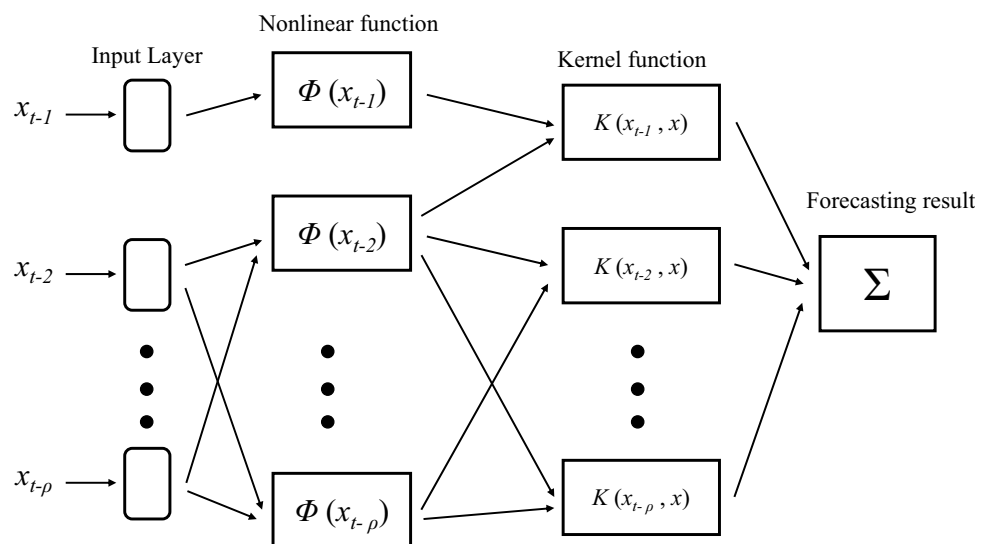 Nonlinear function
Input Layer
Kernel function
x_{t-1}
Φ (x_{t-1})
K (x_{t-1} , x)
Forecasting result
x_{t-2}
Φ (x_{t-2})
K (x_{t-2} , x)
Σ
x_{t-ρ}
Φ (x_{t- ρ})
K (x_{t-ρ} , x)